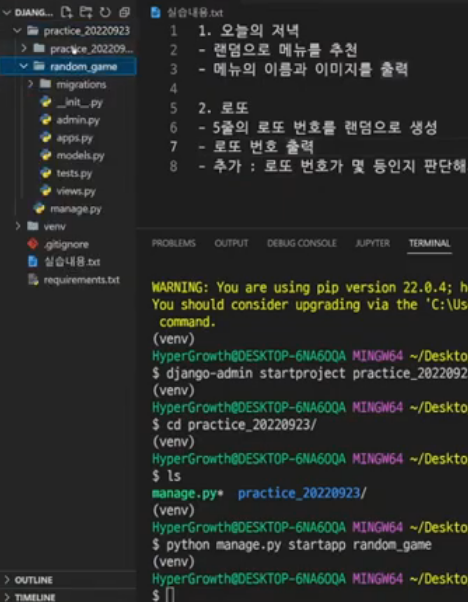 DJANG...
practice_20220923
practice_202209...
random_game
migrations
__init__.py
admin.py
apps.py
models.py
tests.py
views.py
manage.py
venv
.gitignore
실습내용.txt
requirements.txt
OUTLINE
TIMELINE
실습내용.txt
1 1. 오늘의 저녁
2 - 랜덤으로 메뉴를 추천
3 - 메뉴의 이름과 이미지를 출력
4
5 2. 로또
6 - 5줄의 로또 번호를 랜덤으로 생성
7 - 로또 번호 출력
8 - 추가 : 로또 번호가 몇 등인지 판단해
PROBLEMS OUTPUT DEBUG CONSOLE JUPYTER TERMINAL
WARNING: You are using pip version 22.0.4; h
You should consider upgrading via the 'C:\Us
command.
(venv)
HyperGrowth@DESKTOP-6NA6OQA MINGW64 ~/Deskto
$ django-admin startproject practice_202209
(venv)
HyperGrowth@DESKTOP-6NA6OQA MINGW64 ~/Deskto
$ cd practice_20220923/
(venv)
HyperGrowth@DESKTOP-6NA6OQA MINGW64 ~/Deskto
$ ls
manage.py* practice_20220923/
(venv)
HyperGrowth@DESKTOP-6NA6OQA MINGW64 ~/Deskto
$ python manage.py startapp random_game
(venv)
HyperGrowth@DESKTOP-6NA6OQA MINGW64 ~/Deskto
$